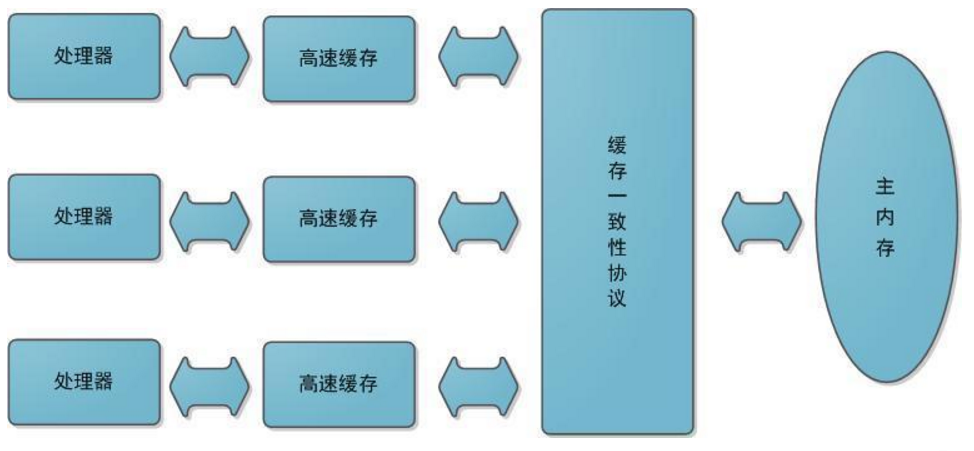 处理器
高速缓存
处理器
高速缓存
处理器
高速缓存
缓存一致性协议
主内存